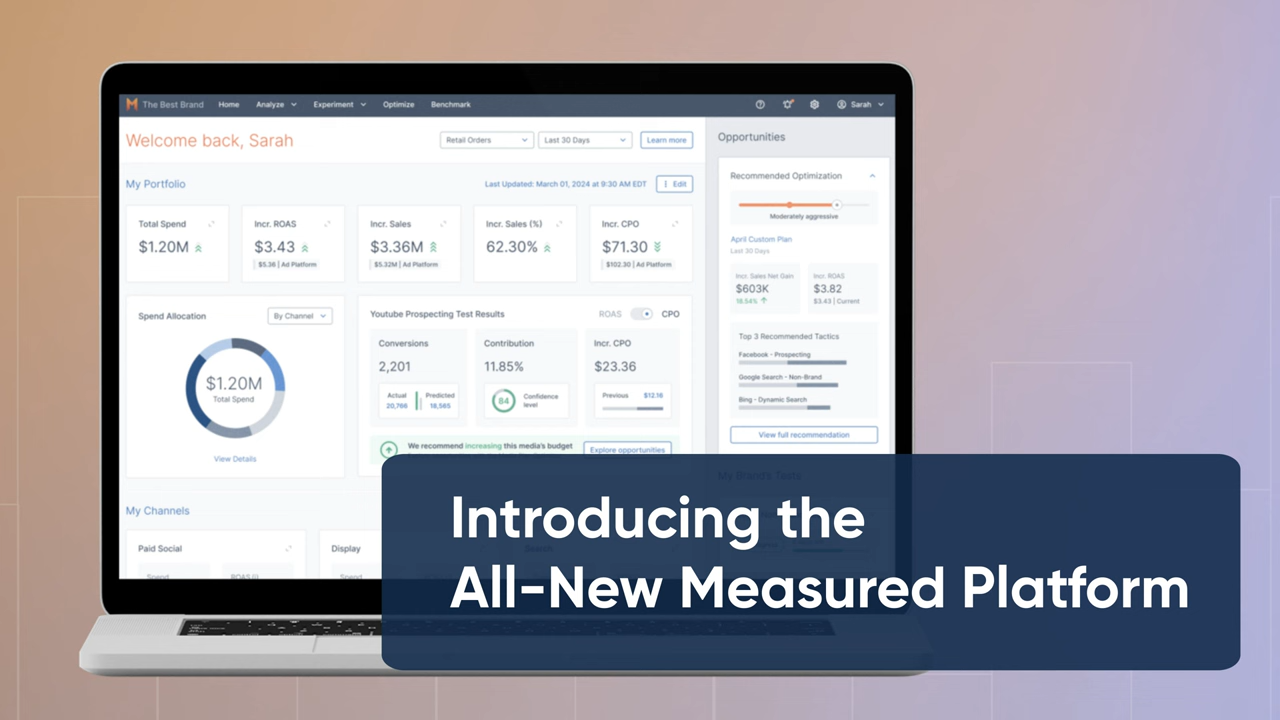 The Best Brand Home Analyze Experiment Optimize Benchmark Sarah
Welcome back, Sarah
Retail Orders Last 30 Days Learn more
My Portfolio
Last Updated: March 01, 2024 at 9:30 AM EDT Edit
Total Spend
$1.20M
Incr. ROAS
$3.43
$5.36 | Ad Platform
Incr. Sales
$3.36M
$5.32M | Ad Platform
Incr. Sales (%)
62.30%
Incr. CPO
$71.30
$102.30 | Ad Platform
Spend Allocation
By Channel
$1.20M
Total Spend
View Details
Youtube Prospecting Test Results
ROAS CPO
Conversions
2,201
Actual Predicted
20,766 18,565
Contribution
11.85%
84
Confidence
level
Incr. CPO
$23.36
Previous $12.16
We recommend increasing this media's budget
Explore opportunities
My Channels
Paid Social
Spend ROAS (i)
Display
Spend
Opportunities
Recommended Optimization
Moderately aggressive
April Custom Plan
Last 30 Days
Incr. Sales Net Gain
$603K
18.54%
Incr. ROAS
$3.82
$3.43 | Current
Top 3 Recommended Tactics
Facebook - Prospecting
Google Search - Non-Brand
Bing - Dynamic Search
View full recommendation
My Brand's Tests
Search
Introducing the
All-New Measured Platform